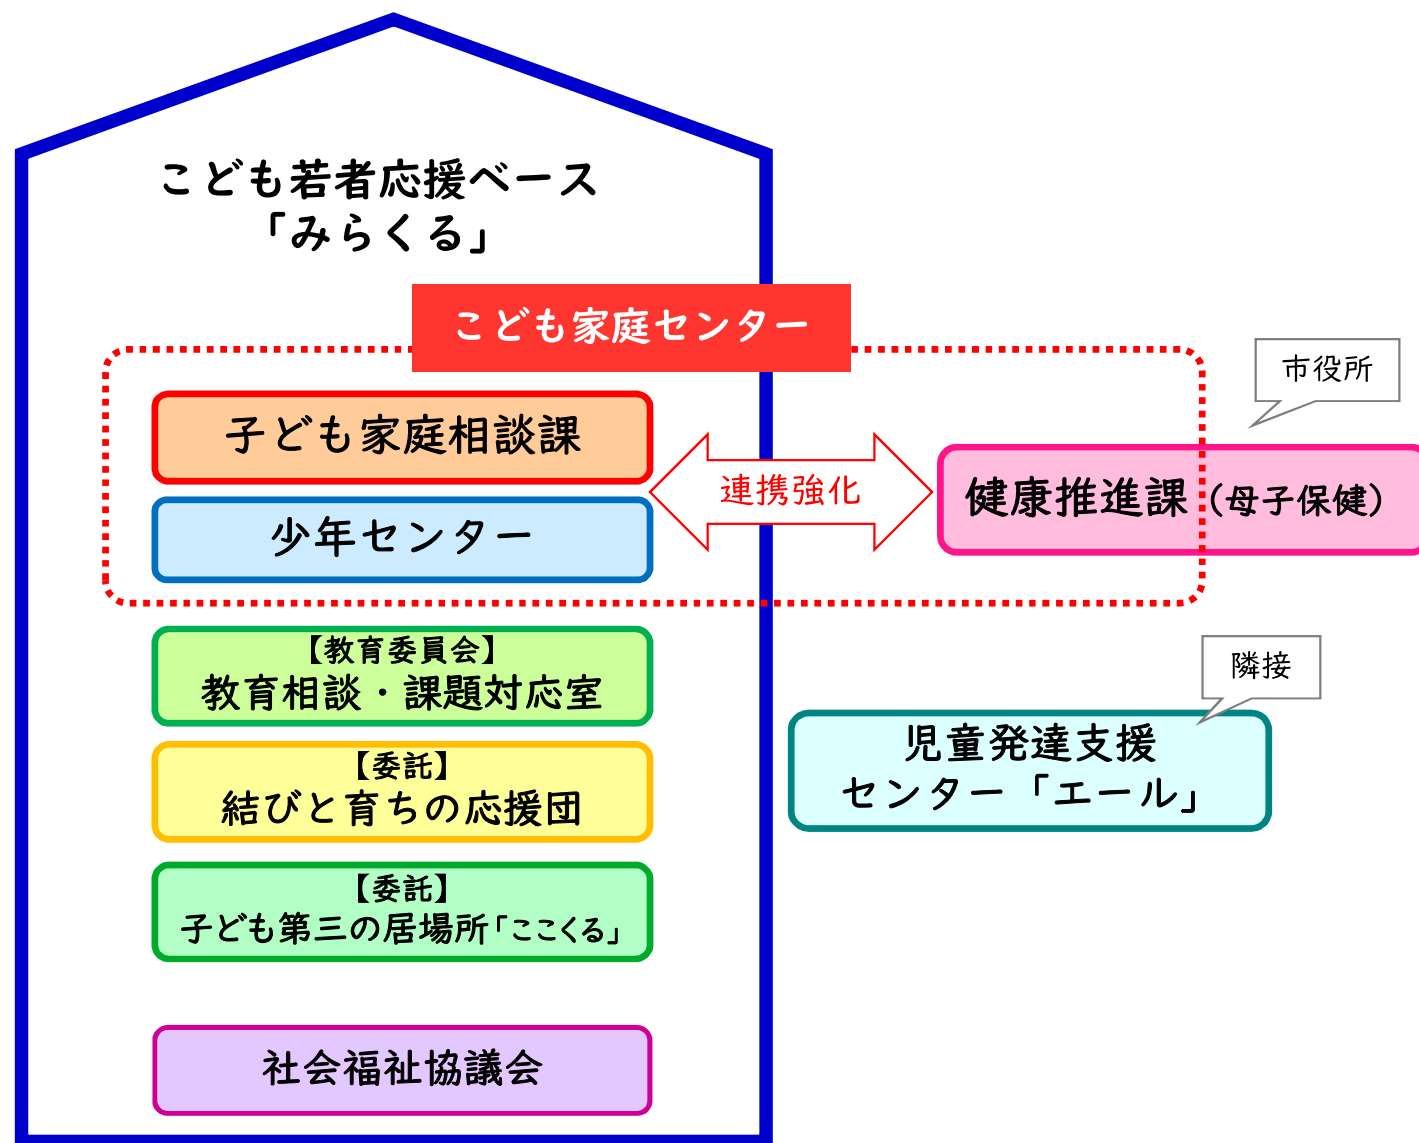 こども若者応援ベース
「みらくる」
こども家庭センター
市役所
子ども家庭相談課
連携強化
健康推進課（母子保健）
少年センター
【教育委員会】
教育相談・課題対応室
隣接
児童発達支援
センター「エール」
【委託】
結びと育ちの応援団
【委託】
子ども第三の居場所「ここくる」
社会福祉協議会